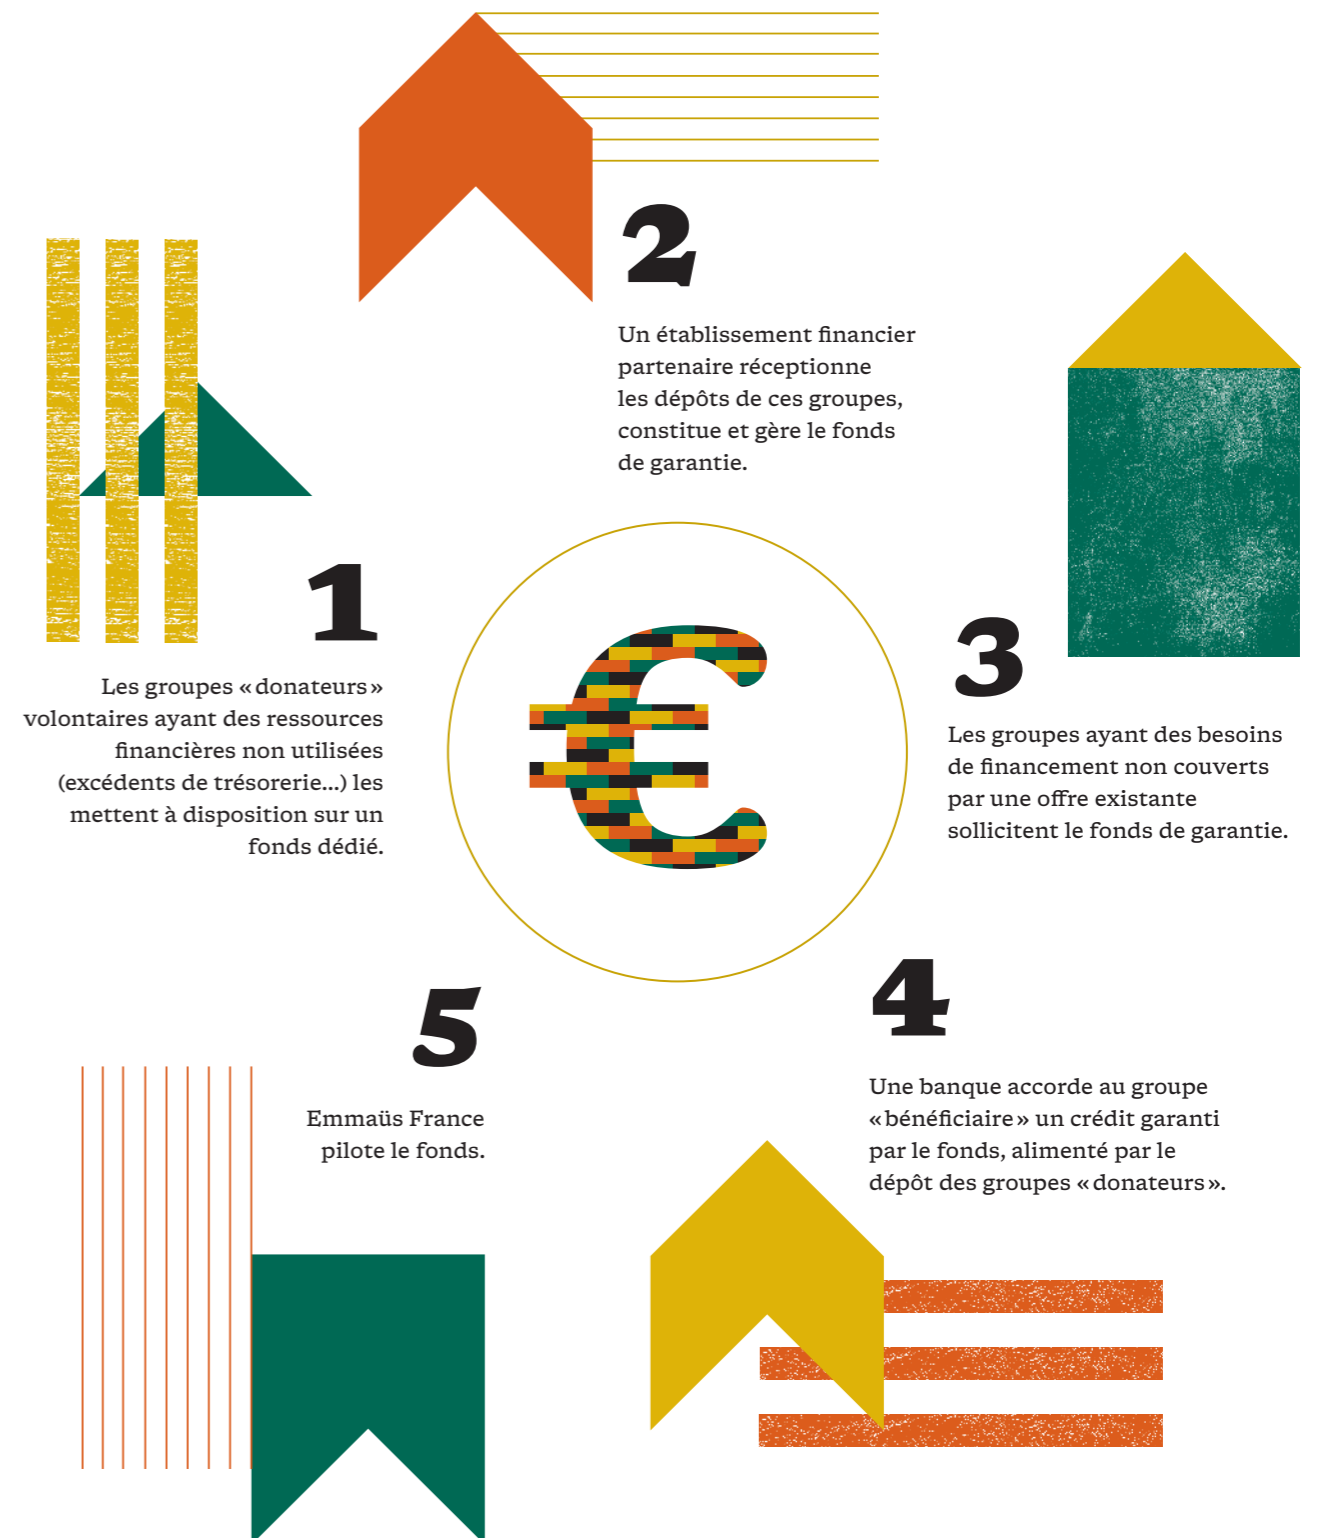 1
Les groupes «donateurs»
volontaires ayant des ressources
financières non utilisées
(excédents de trésorerie...) les
mettent à disposition sur un
fonds dédié.
2
Un établissement financier
partenaire réceptionne
les dépôts de ces groupes,
constitue et gère le fonds
de garantie.
3
Les groupes ayant des besoins
de financement non couverts
par une offre existante
sollicitent le fonds de garantie.
4
Une banque accorde au groupe
«bénéficiaire» un crédit garanti
par le fonds, alimenté par le
dépôt des groupes «donateurs».
5
Emmaüs France
pilote le fonds.
€